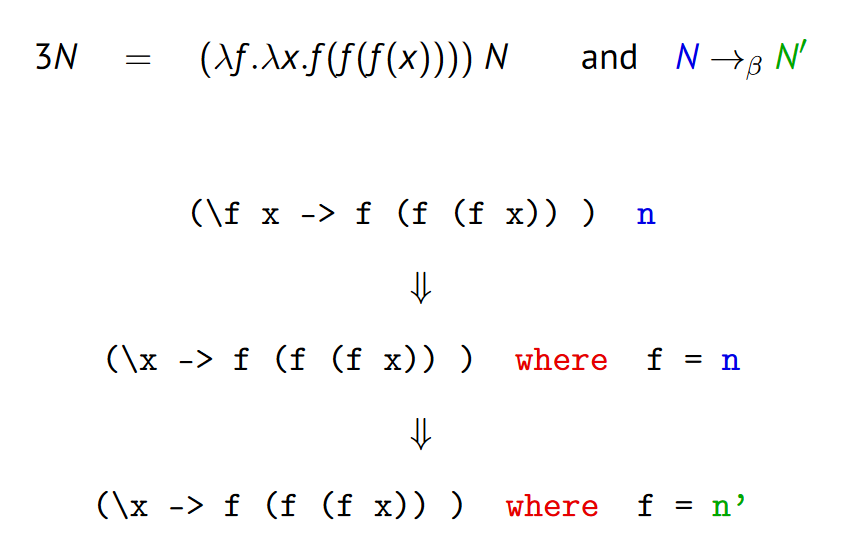 3N = (λf.λx.f(f(f(x)))) N and N →β N′
(\f x -> f (f (f x)) ) n
⇓
(\x -> f (f (f x)) ) where f = n
⇓
(\x -> f (f (f x)) ) where f = n’